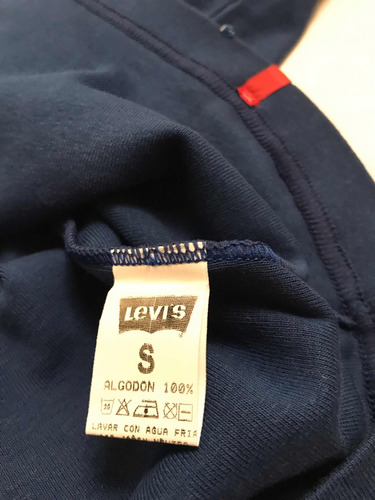 LEVI'S
S
ALGODON 100%
LAVAR CON AGUA FRIA